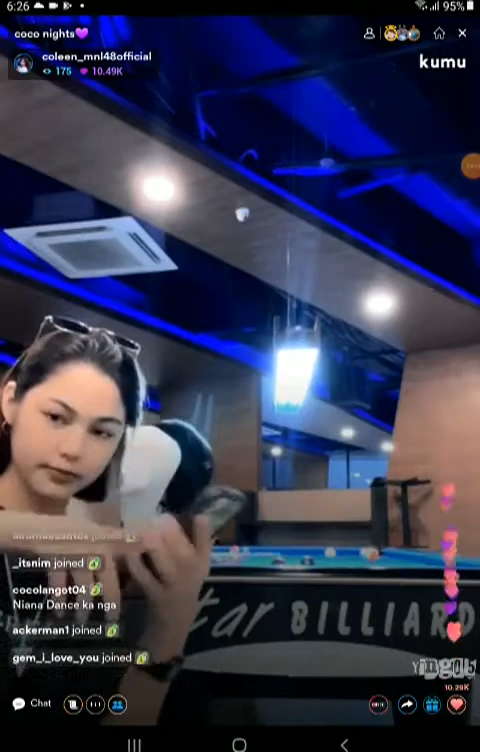 6:26
95%
coco nights💜
coleen_mnl48official
175 10.49K
kumu
_itsnim joined
cocolangot04
Niana Dance ka nga
ackerman1 joined
gem_i_love_you joined
tar BILLIARD
10.29K
Chat